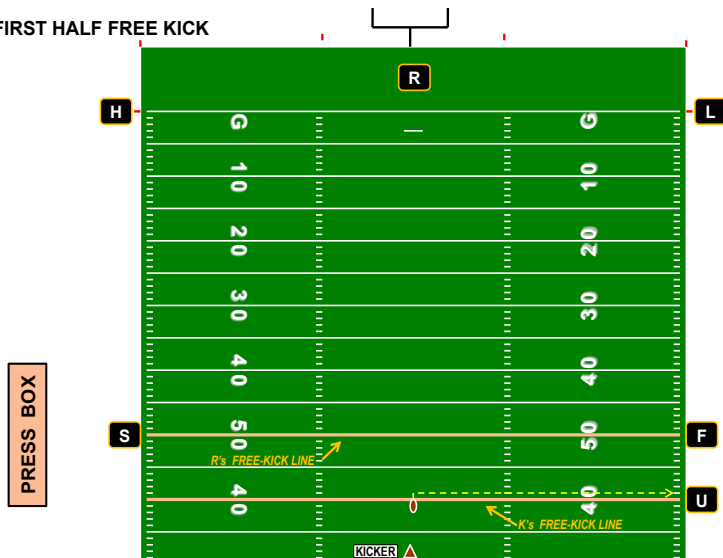 FIRST HALF FREE KICK
R
H
L
G G
10 10
20 20
30 30
40 40
PRESS BOX
S
50 50
F
R's FREE-KICK LINE
40 40
U
K's FREE-KICK LINE
KICKER